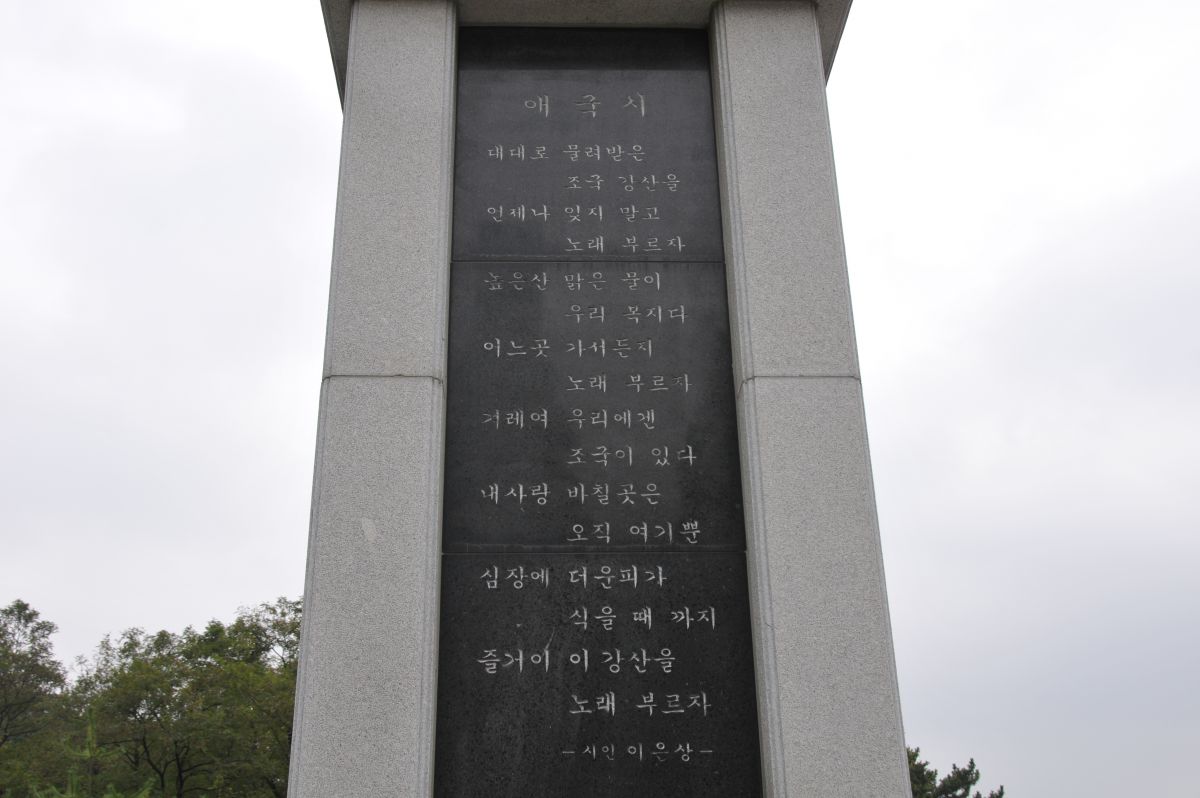 애국시
대대로 물려받은
조국 강산을
언제나 잊지 말고
노래 부르자
높은산 맑은 물이
우리 복지다
어느곳 가서든지
노래 부르자
겨레여 우리에겐
조국이 있다
내사랑 바칠곳은
오직 여기뿐
심장에 더운피가
식을때 까지
즐거이 이강산을
노래 부르자
-시인 이은상-